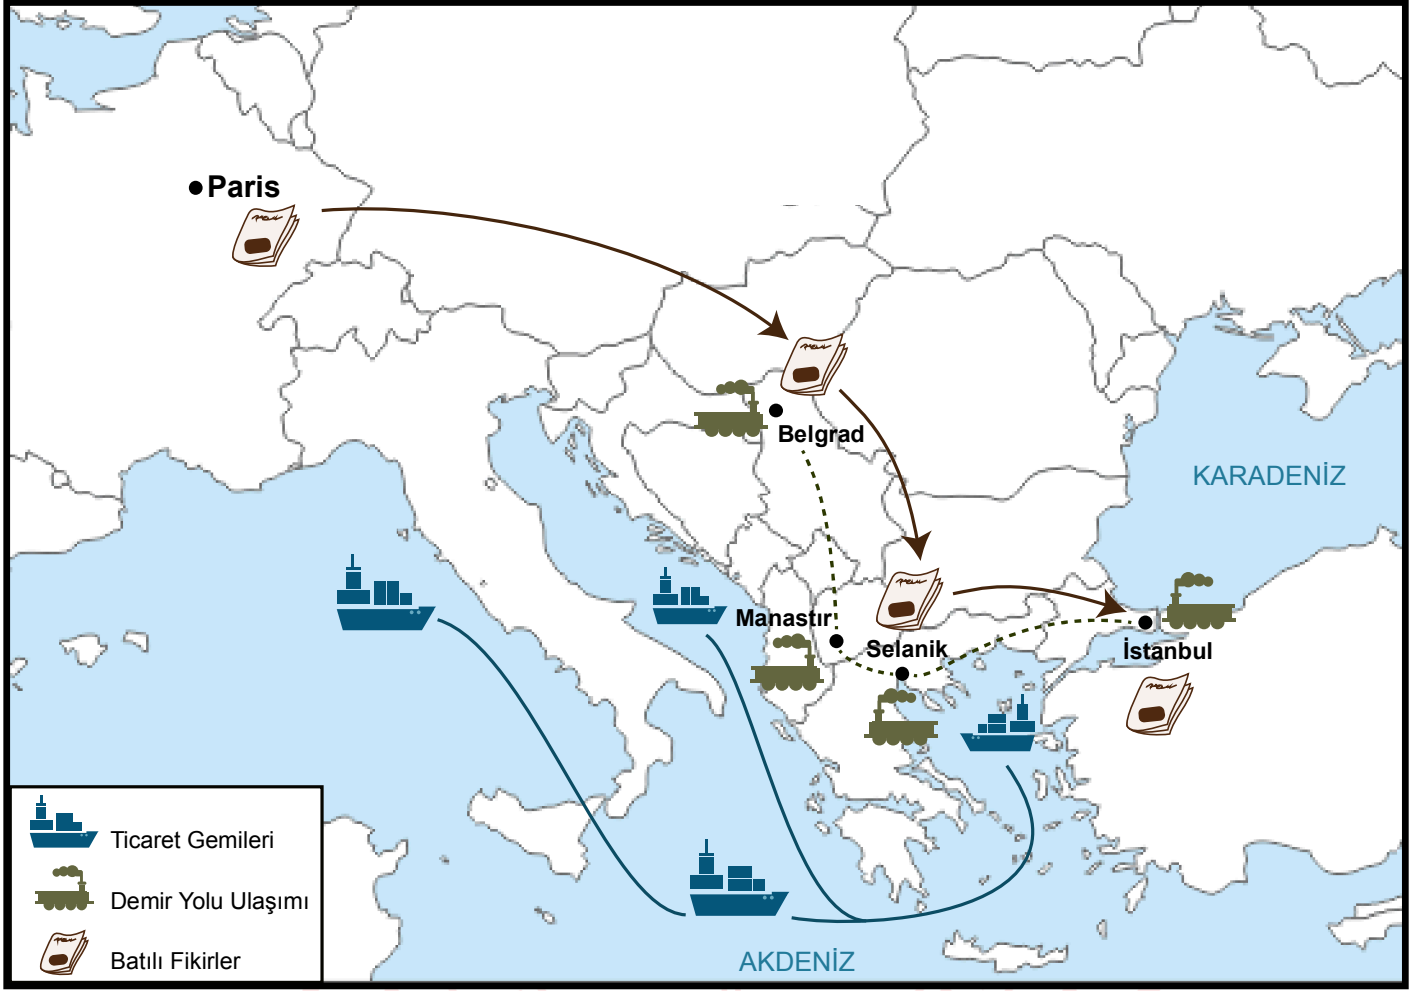 Paris
Belgrad
KARADENİZ
Manastır
Selanik
İstanbul
Ticaret Gemileri
Demir Yolu Ulaşımı
Batılı Fikirler
AKDENİZ